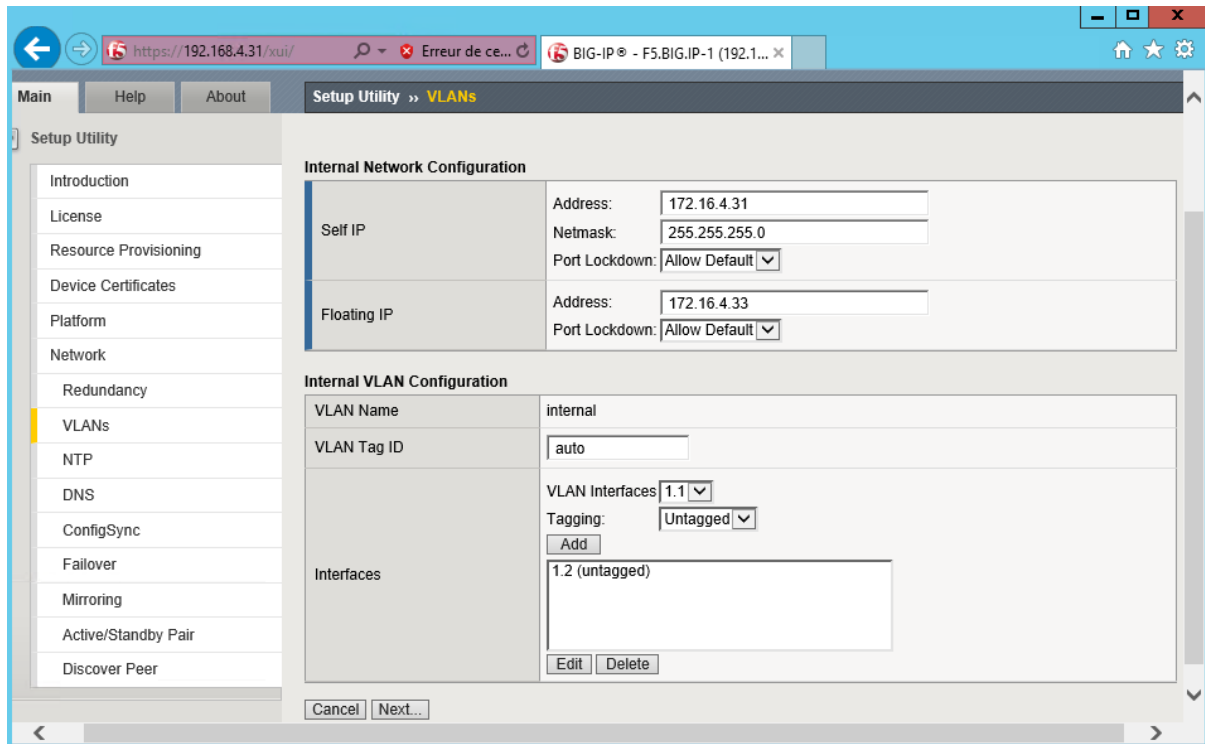 https://192.168.4.31/xui/
Erreur de ce...
BIG-IP® - F5.BIG.IP-1 (192.1...
Main
Help
About
Setup Utility » VLANs
Setup Utility
Introduction
License
Resource Provisioning
Device Certificates
Platform
Network
Redundancy
VLANs
NTP
DNS
ConfigSync
Failover
Mirroring
Active/Standby Pair
Discover Peer
Internal Network Configuration
Self IP
Address: 172.16.4.31
Netmask: 255.255.255.0
Port Lockdown: Allow Default
Floating IP
Address: 172.16.4.33
Port Lockdown: Allow Default
Internal VLAN Configuration
VLAN Name internal
VLAN Tag ID auto
Interfaces
VLAN Interfaces 1.1
Tagging: Untagged
Add
1.2 (untagged)
Edit Delete
Cancel Next...